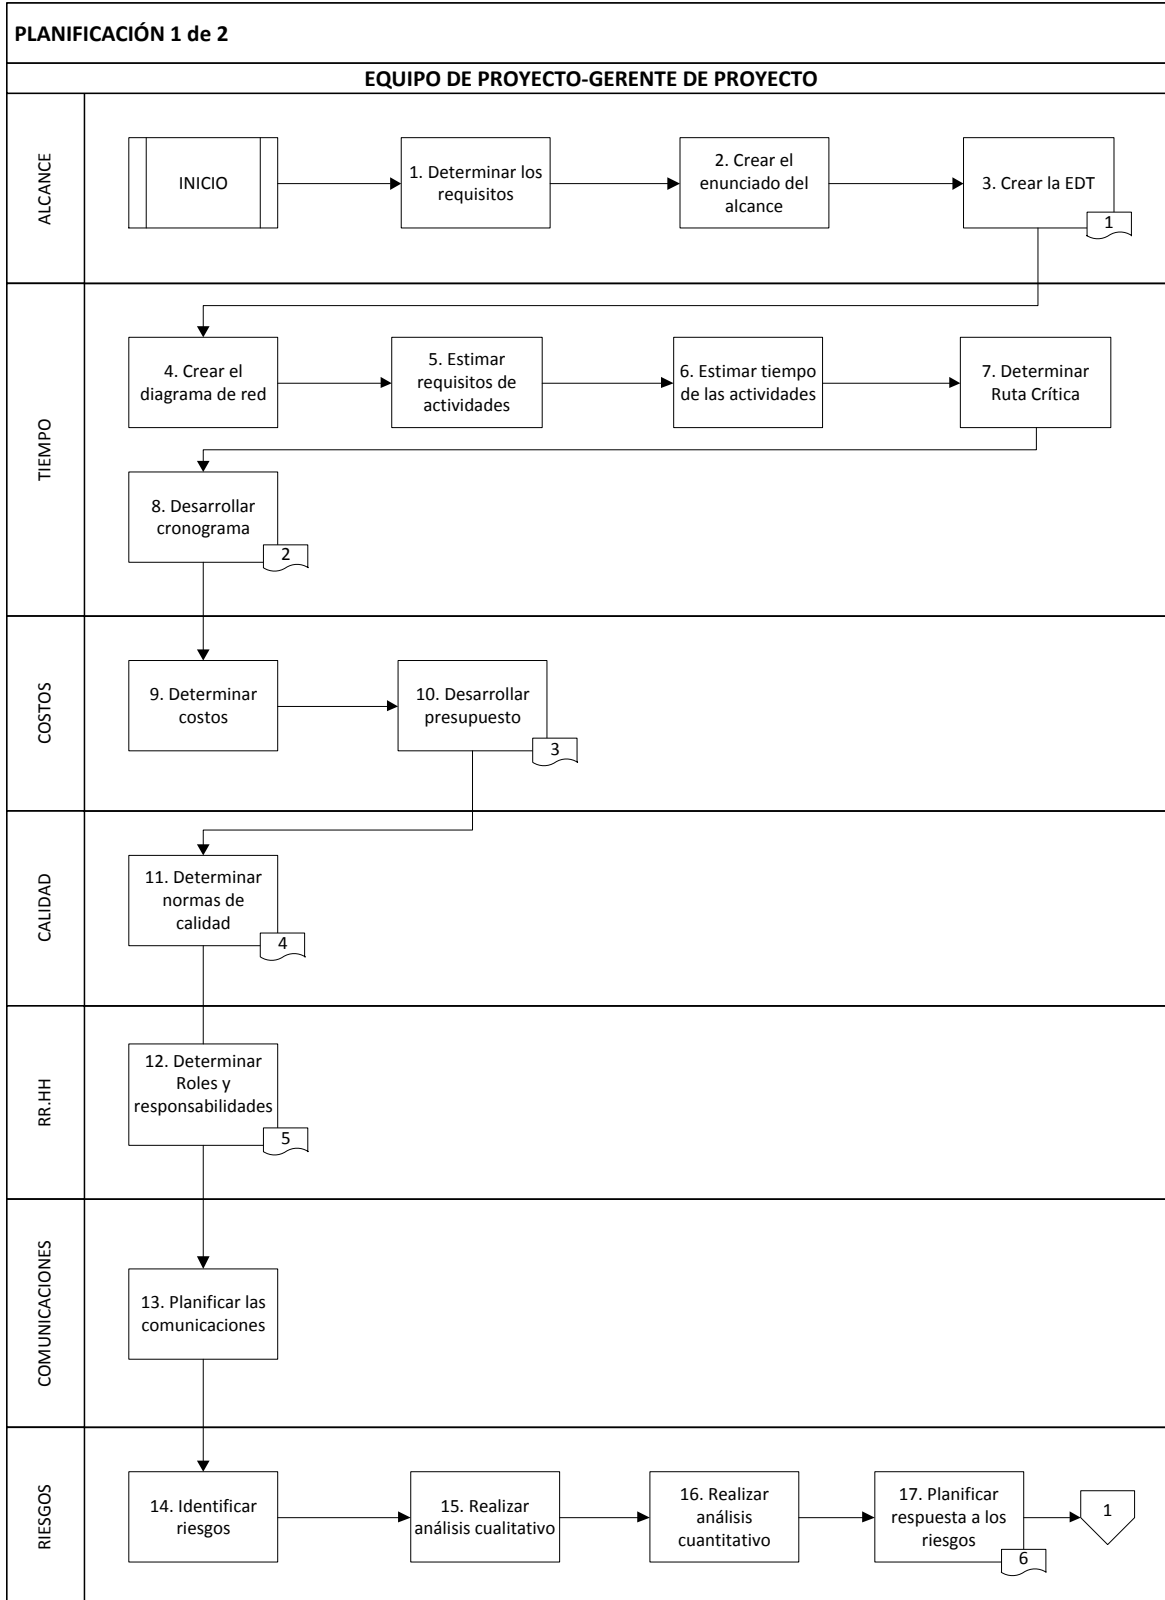 PLANIFICACIÓN 1 de 2
EQUIPO DE PROYECTO-GERENTE DE PROYECTO
ALCANCE
INICIO
1. Determinar los
requisitos
2. Crear el
enunciado del
alcance
3. Crear la EDT
1
TIEMPO
4. Crear el
diagrama de red
5. Estimar
requisitos de
actividades
6. Estimar tiempo
de las actividades
7. Determinar
Ruta Crítica
8. Desarrollar
cronograma
2
COSTOS
9. Determinar
costos
10. Desarrollar
presupuesto
3
CALIDAD
11. Determinar
normas de
calidad
4
RR.HH
12. Determinar
Roles y
responsabilidades
5
COMUNICACIONES
13. Planificar las
comunicaciones
RIESGOS
14. Identificar
riesgos
15. Realizar
análisis cualitativo
16. Realizar
análisis
cuantitativo
17. Planificar
respuesta a los
riesgos
6
1